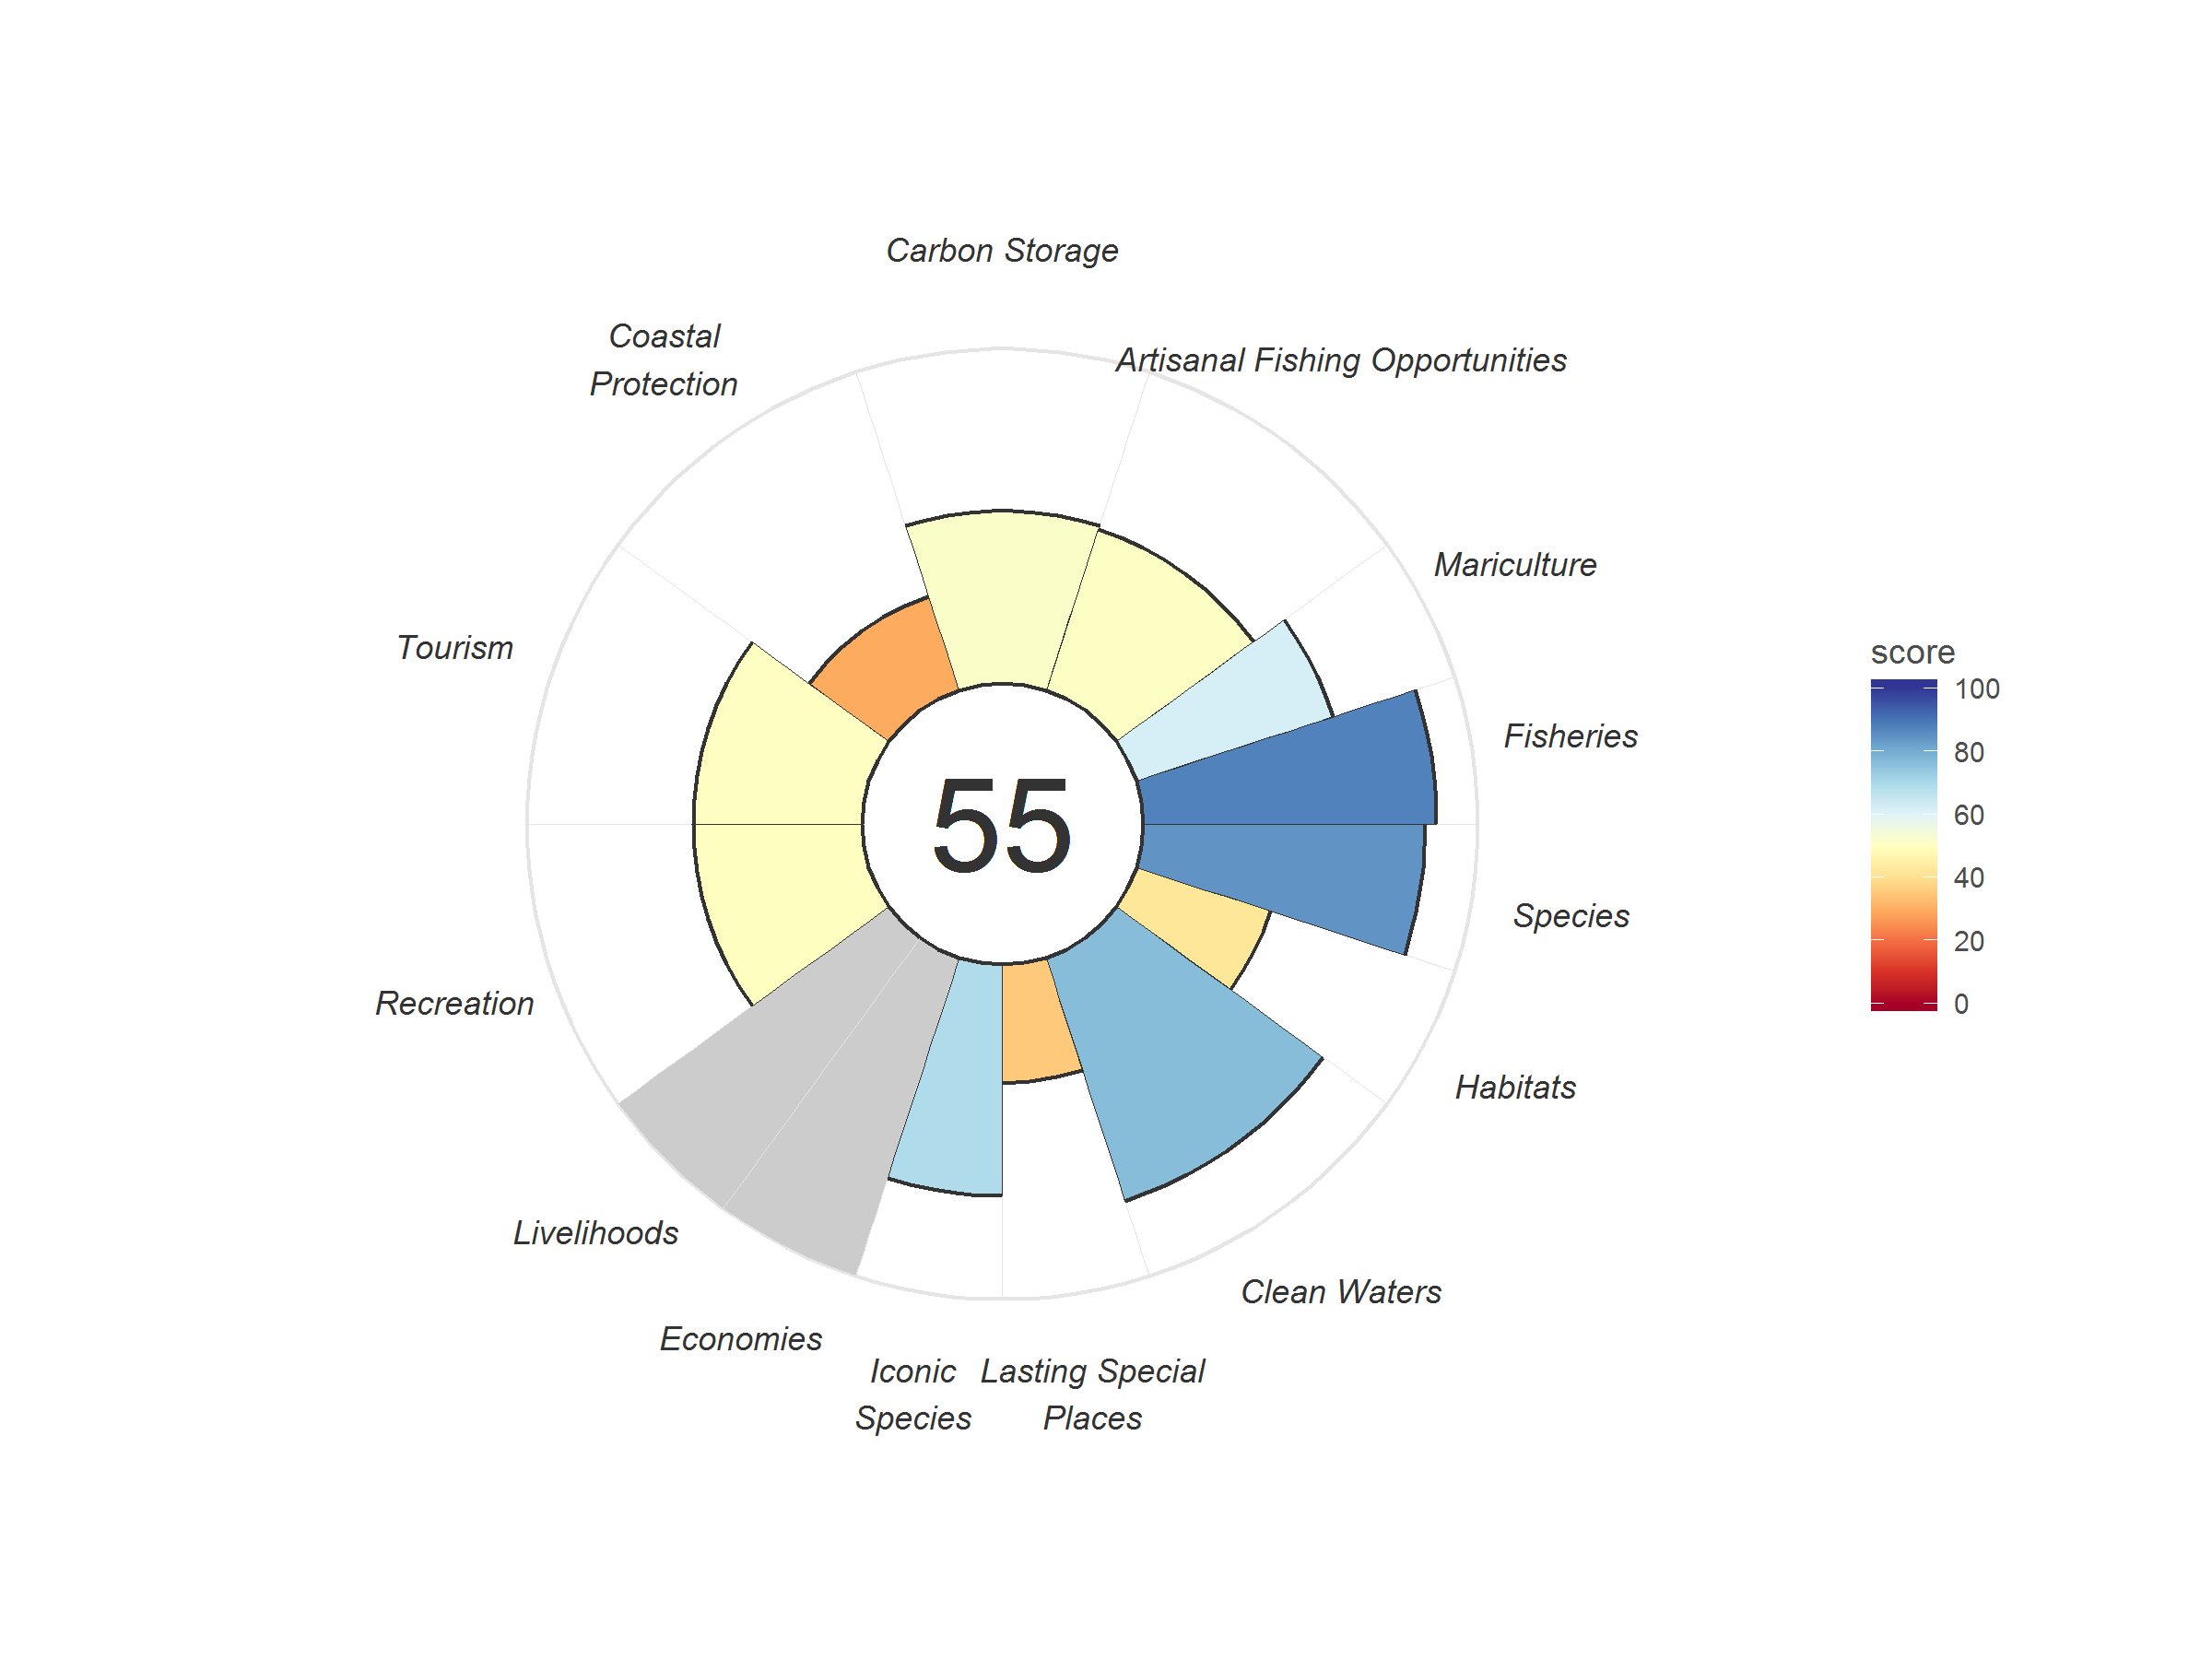 Carbon Storage
Coastal
Protection
Artisanal Fishing Opportunities
Mariculture
Tourism
Fisheries
55
Species
Recreation
Habitats
Livelihoods
Clean Waters
Economies
Iconic
Species
Lasting Special
Places
score
100
80
60
40
20
0